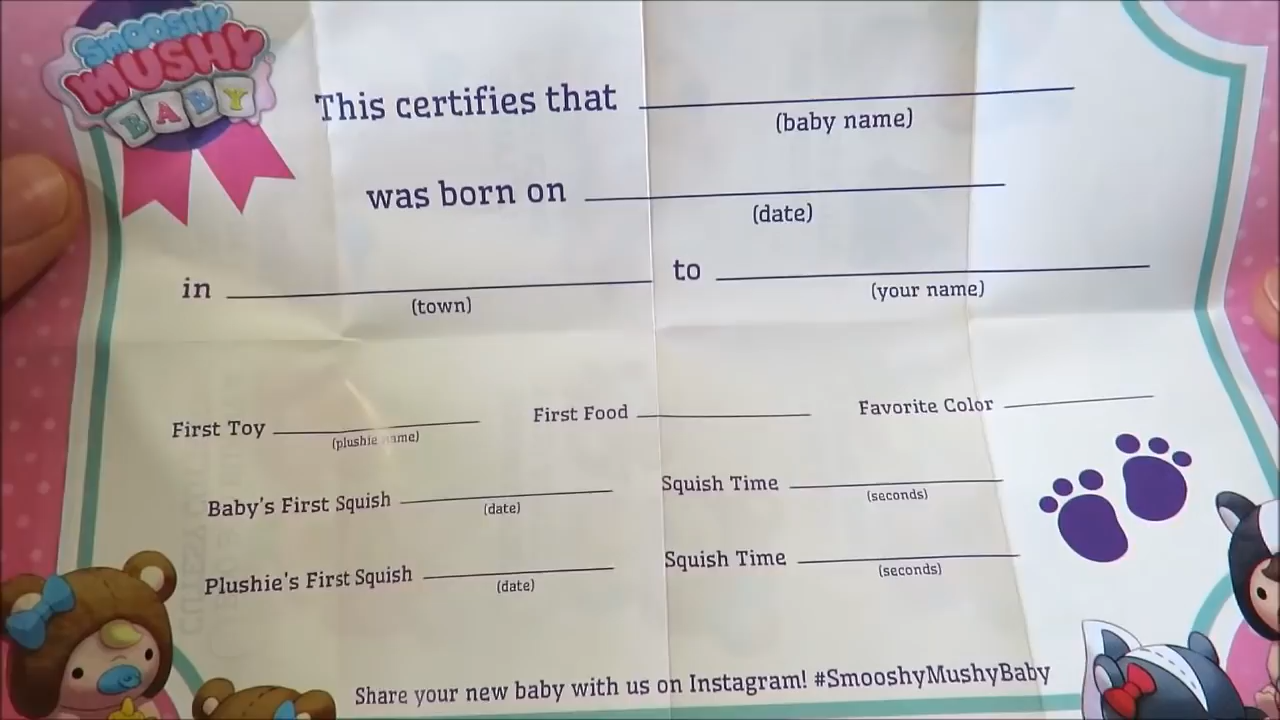 SMOOSHY
MUSHY
BABY
This certifies that
(baby name)
was born on
(date)
in to
(town) (your name)
First Toy First Food Favorite Color
(plushie name)
Baby's First Squish Squish Time
(date) (seconds)
Plushie's First Squish Squish Time
(date) (seconds)
Share your new baby with us on Instagram! #SmooshyMushyBaby